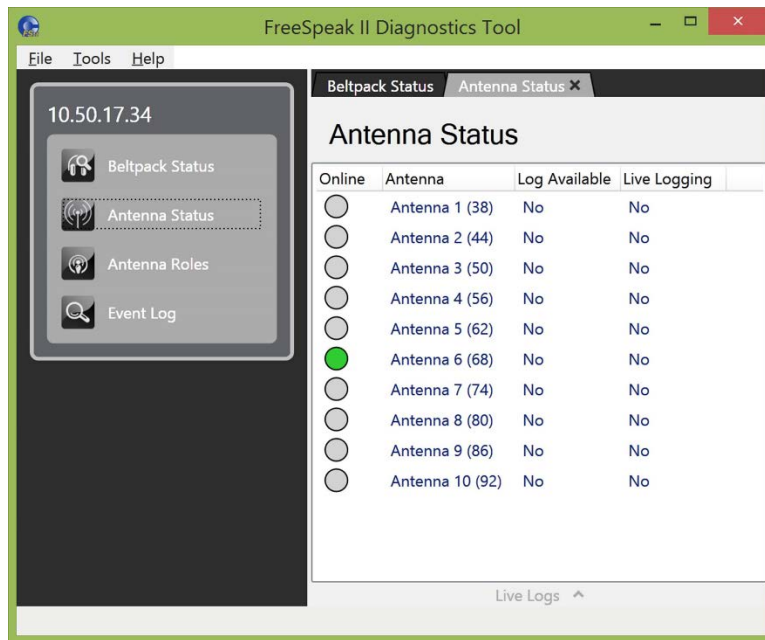 FreeSpeak II Diagnostics Tool
File Tools Help
10.50.17.34
Beltpack Status
Antenna Status
Antenna Roles
Event Log
Beltpack Status Antenna Status
Antenna Status
Online Antenna Log Available Live Logging
Antenna 1 (38) No No
Antenna 2 (44) No No
Antenna 3 (50) No No
Antenna 4 (56) No No
Antenna 5 (62) No No
Antenna 6 (68) No No
Antenna 7 (74) No No
Antenna 8 (80) No No
Antenna 9 (86) No No
Antenna 10 (92) No No
Live Logs